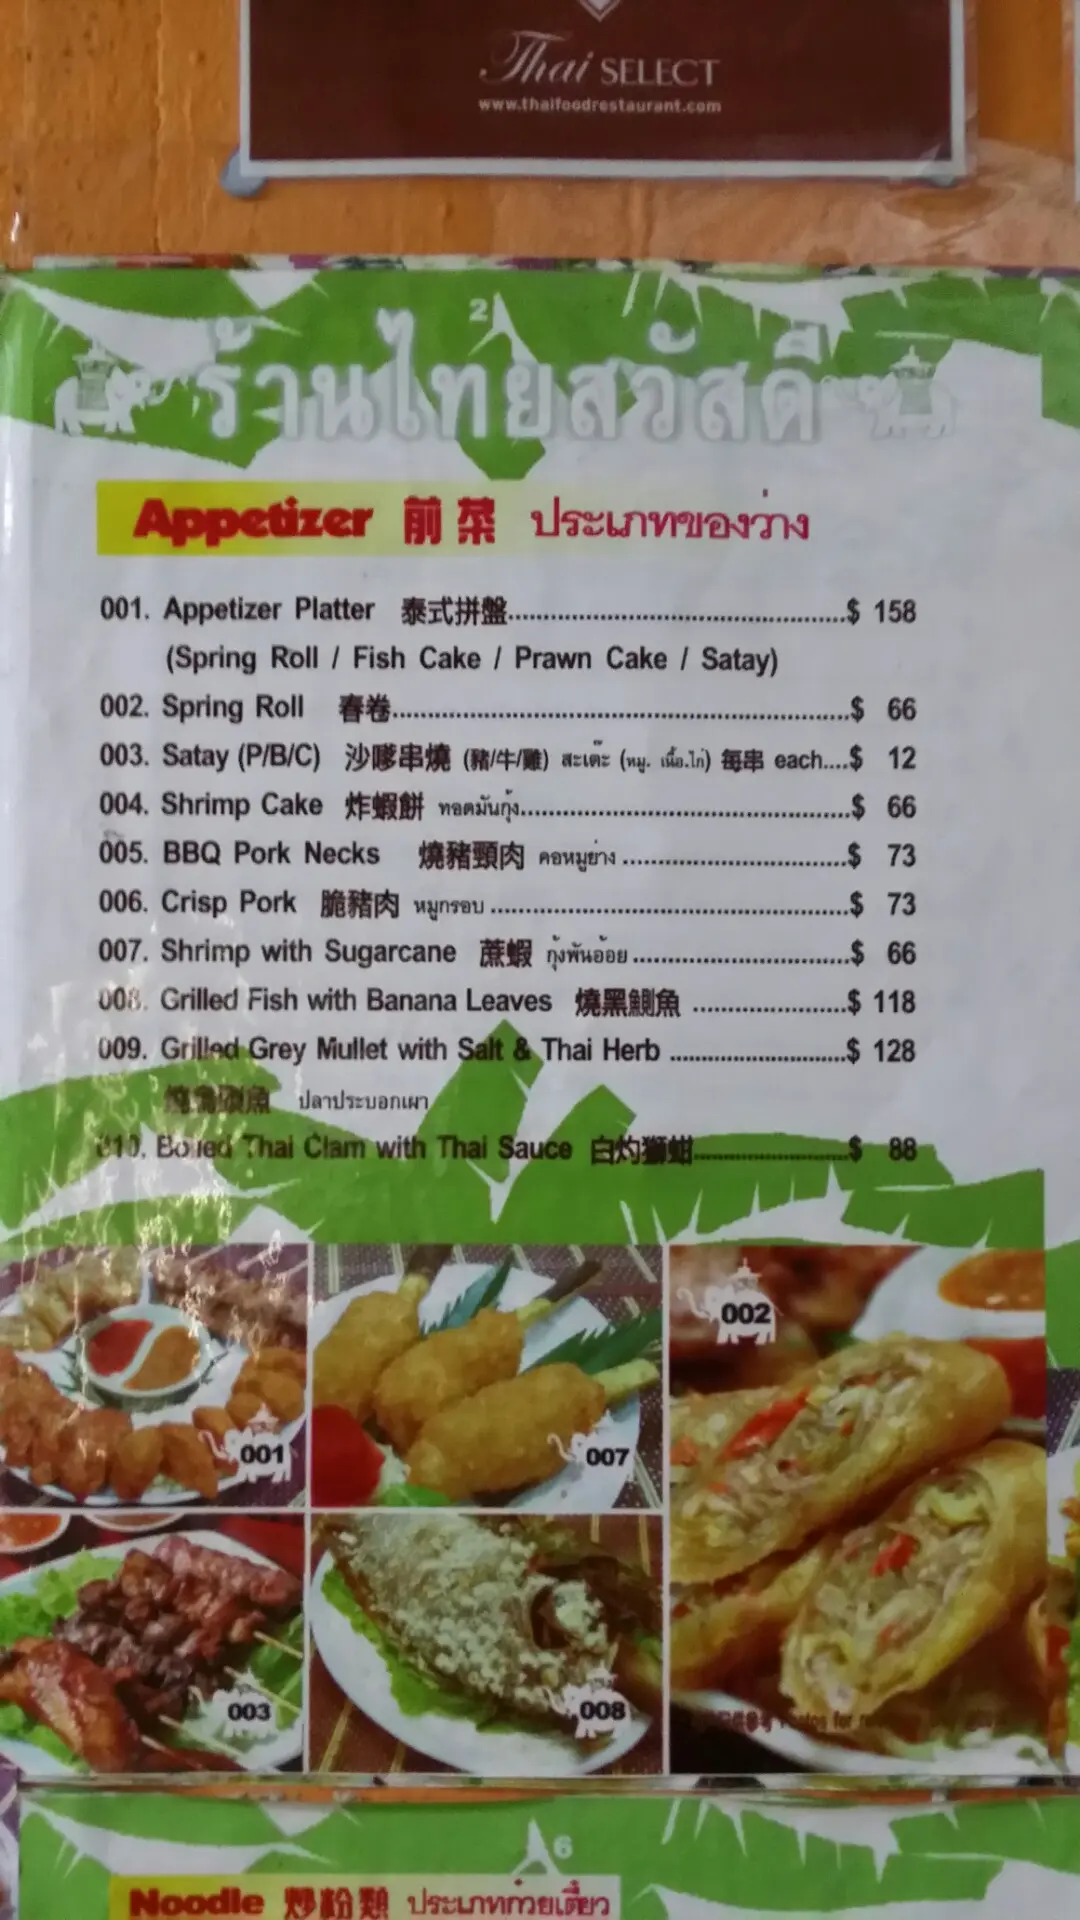 Thai SELECT
www.thaifoodrestaurant.com
2
ร้านไทยสวัสดี
Appetizer 前菜 ประเภทของว่าง
001. Appetizer Platter 泰式拼盤........................................$ 158
(Spring Roll / Fish Cake / Prawn Cake / Satay)
002. Spring Roll 春卷........................................................$ 66
003. Satay (P/B/C) 沙嗲串燒 (豬/牛/雞) สะเต๊ะ (หมู. เนื้อ.ไก่) 每串 each....$ 12
004. Shrimp Cake 炸蝦餅 ทอดมันกุ้ง........................................$ 66
005. BBQ Pork Necks 燒豬頸肉 คอหมูย่าง............................$ 73
006. Crisp Pork 脆豬肉 หมูกรอบ............................................$ 73
007. Shrimp with Sugarcane 蔗蝦 กุ้งพันอ้อย..........................$ 66
008. Grilled Fish with Banana Leaves 燒黑鰂魚 ...................$ 118
009. Grilled Grey Mullet with Salt & Thai Herb ......................$ 128
ปลาประบอกเผา
010. Boiled Thai Clam with Thai Sauce 白灼獅蚶......................$ 88
002
001
007
003
008
參考 Photos for
6
Noodle 炒粉類 ประเภทก๋วยเตี๋ยว